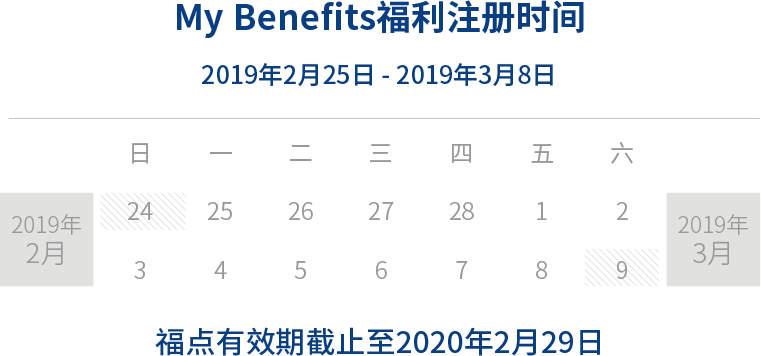 My Benefits福利注册时间
2019年2月25日 - 2019年3月8日
日 一 二 三 四 五 六
2019年
2月
24 25 26 27 28 1 2
3 4 5 6 7 8 9
2019年
3月
福点有效期截止至2020年2月29日